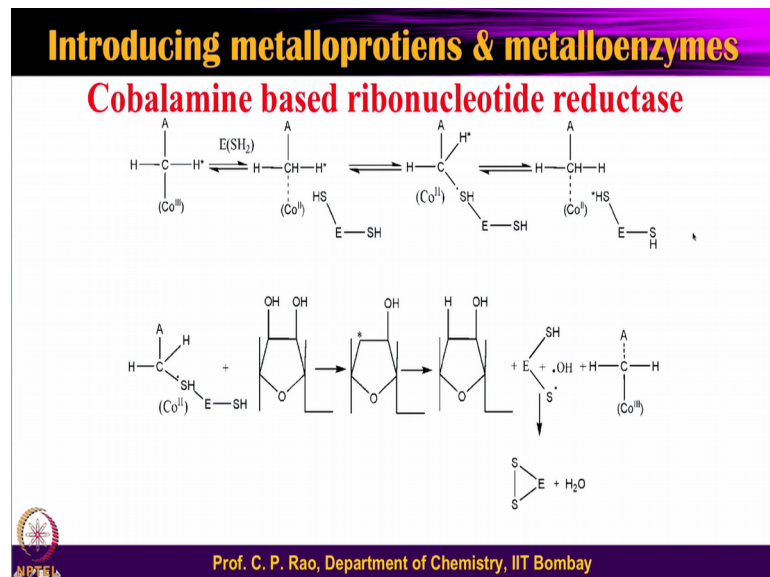 Introducing metalloprotiens & metalloenzymes
Cobalamine based ribonucleotide reductase
A A A A
E(SH₂) H*
H—C—H* H—CH—H* H—C H—CH—H
(Coᴵᴵᴵ) (Coᴵᴵ) HS (Coᴵᴵ) ˙SH (Coᴵᴵ) *HS
E—SH E—SH E—S
H
OH OH OH H OH
A H SH A
H—C + * + E + .OH + H—C—H
SH O O O S˙
(Coᴵᴵ) E—SH (Coᴵᴵᴵ)
S
E + H₂O
S
NPTEL
Prof. C. P. Rao, Department of Chemistry, IIT Bombay